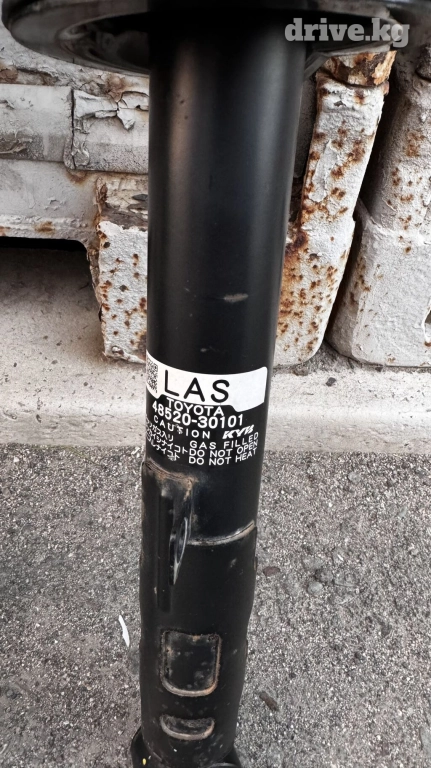 drive.kg
LAS
TOYOTA
48520-30101
CAUTION KYB
GAS FILLED
DO NOT OPEN
DO NOT HEAT